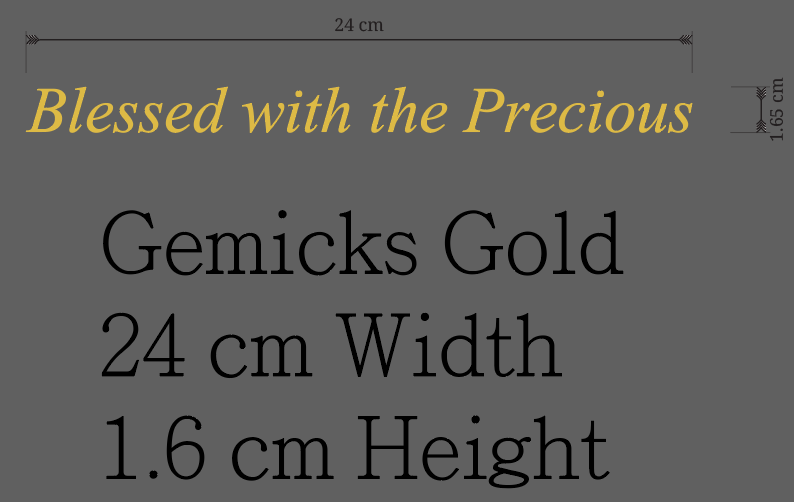 24 cm
Blessed with the Precious
1.65 cm
Gemicks Gold
24 cm Width
1.6 cm Height